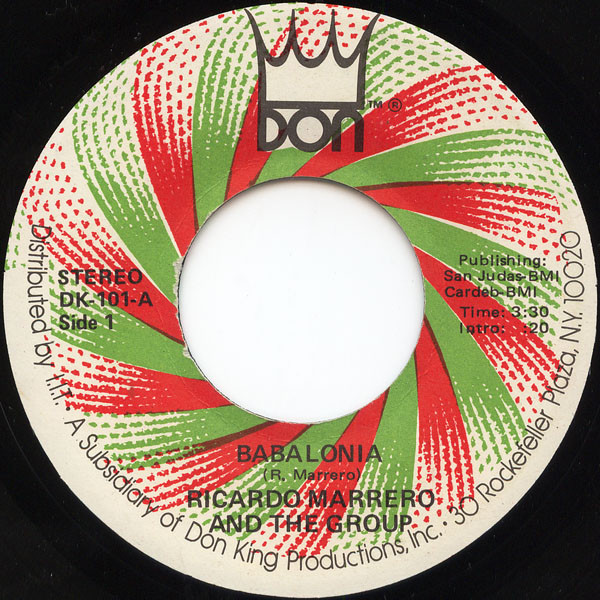 DON
TM ®
STEREO
DK-101-A
Side 1
Publishing:
San Judas-BMI
Cardeb-BMI
Time: 3:30
Intro: :20
BABALONIA
(R. Marrero)
RICARDO MARRERO
AND THE GROUP
Distributed by H.T. - A Subsidiary of Don King Productions, Inc. • 30 Rockefeller Plaza, N.Y. 10020